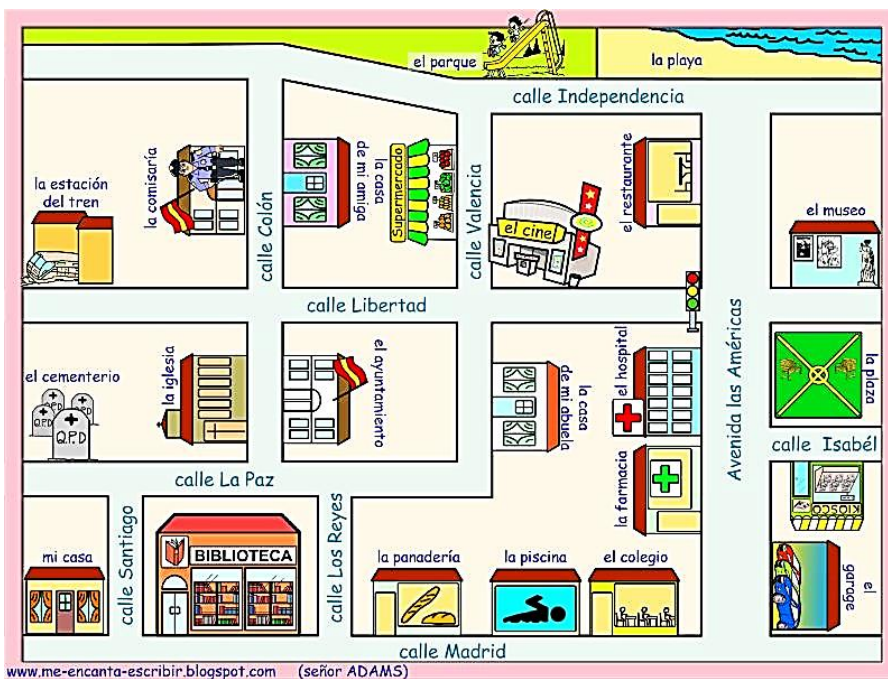 el parque
la playa
calle Independencia
la estación
del tren
la comisaría
calle Colón
la casa
de mi amiga
Supermercado
calle Valencia
el cine
el restaurante
el museo
calle Libertad
Avenida las Américas
el cementerio
Q.P.D
Q.P.D
la iglesia
el ayuntamiento
la casa
de mi abuela
el hospital
la plaza
calle Isabél
calle La Paz
la farmacia
KIOSCO
mi casa
calle Santiago
BIBLIOTECA
calle Los Reyes
la panadería
la piscina
el colegio
el
garage
calle Madrid
www.me-encanta-escribir.blogspot.com (señor ADAMS)